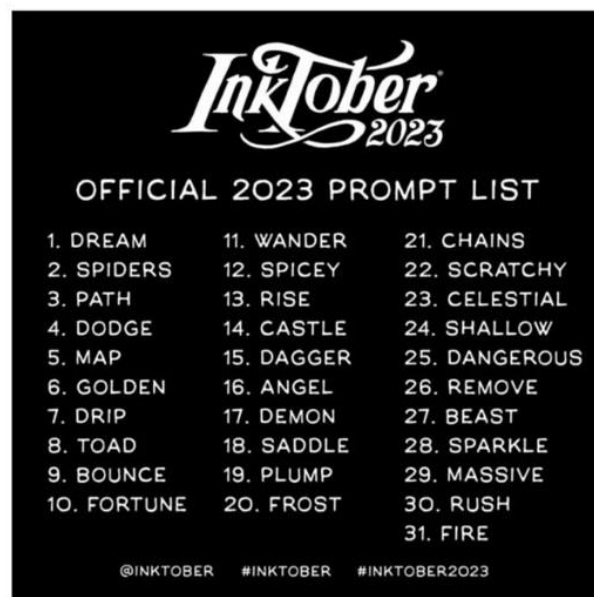 InkTober®
2023
OFFICIAL 2023 PROMPT LIST
1. DREAM
2. SPIDERS
3. PATH
4. DODGE
5. MAP
6. GOLDEN
7. DRIP
8. TOAD
9. BOUNCE
10. FORTUNE
11. WANDER
12. SPICEY
13. RISE
14. CASTLE
15. DAGGER
16. ANGEL
17. DEMON
18. SADDLE
19. PLUMP
20. FROST
21. CHAINS
22. SCRATCHY
23. CELESTIAL
24. SHALLOW
25. DANGEROUS
26. REMOVE
27. BEAST
28. SPARKLE
29. MASSIVE
30. RUSH
31. FIRE
@INKTOBER #INKTOBER #INKTOBER2023